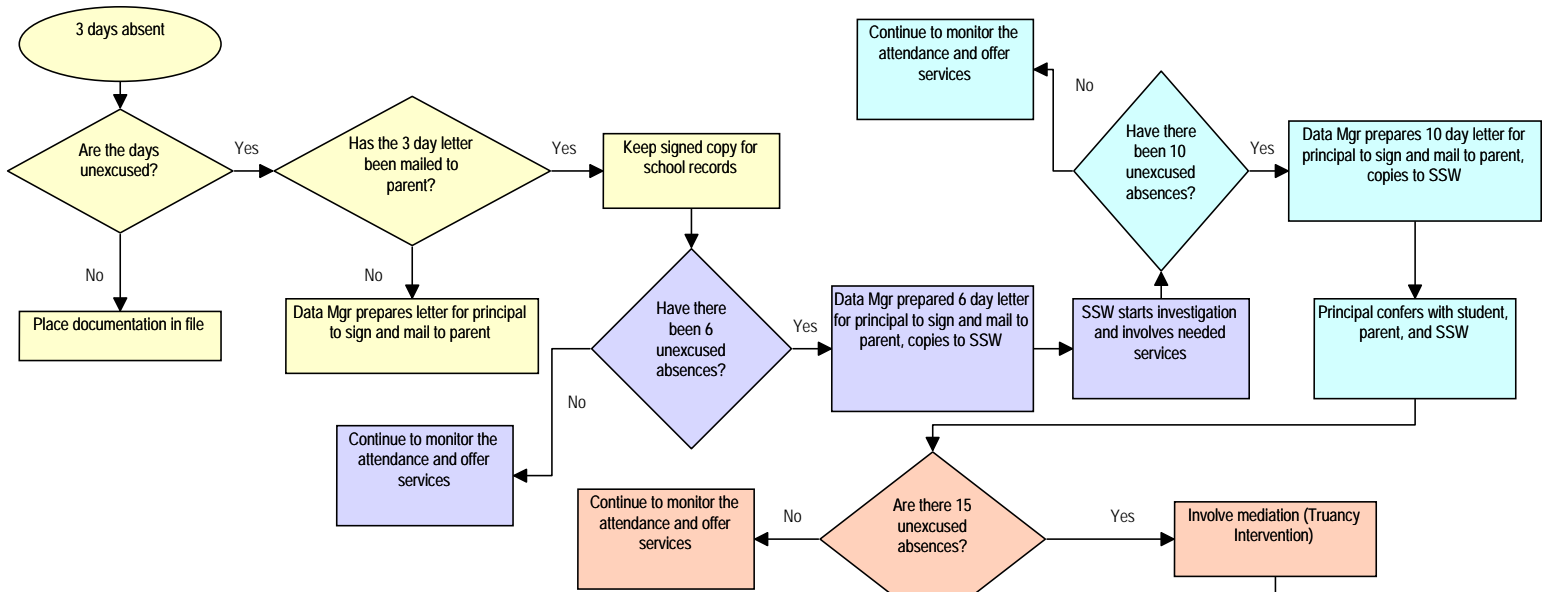 3 days absent
Are the days
unexcused?
Yes
No
Place documentation in file
Has the 3 day letter
been mailed to
parent?
Yes
No
Data Mgr prepares letter for principal
to sign and mail to parent
Keep signed copy for
school records
Have there
been 6
unexcused
absences?
No
Continue to monitor the
attendance and offer
services
Yes
Data Mgr prepared 6 day letter
for principal to sign and mail to
parent, copies to SSW
SSW starts investigation
and involves needed
services
Have there
been 10
unexcused
absences?
No
Continue to monitor the
attendance and offer
services
Yes
Data Mgr prepares 10 day letter for
principal to sign and mail to parent,
copies to SSW
Principal confers with student,
parent, and SSW
Are there 15
unexcused
absences?
No
Continue to monitor the
attendance and offer
services
Yes
Involve mediation (Truancy
Intervention)